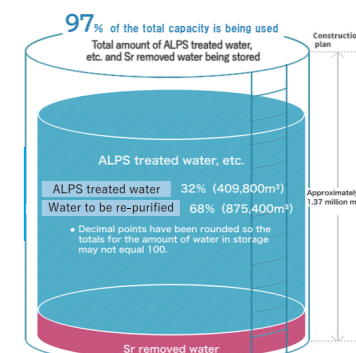 97% of the total capacity is being used
Total amount of ALPS treated water,
etc. and Sr removed water being stored
Constructio
plan
ALPS treated water, etc.
ALPS treated water 32% (409,800m³)
Water to be re-purified 68% (875,400m³)
Approximately
1.37 million m
• Decimal points have been rounded so the
totals for the amount of water in storage
may not equal 100.
Sr removed water